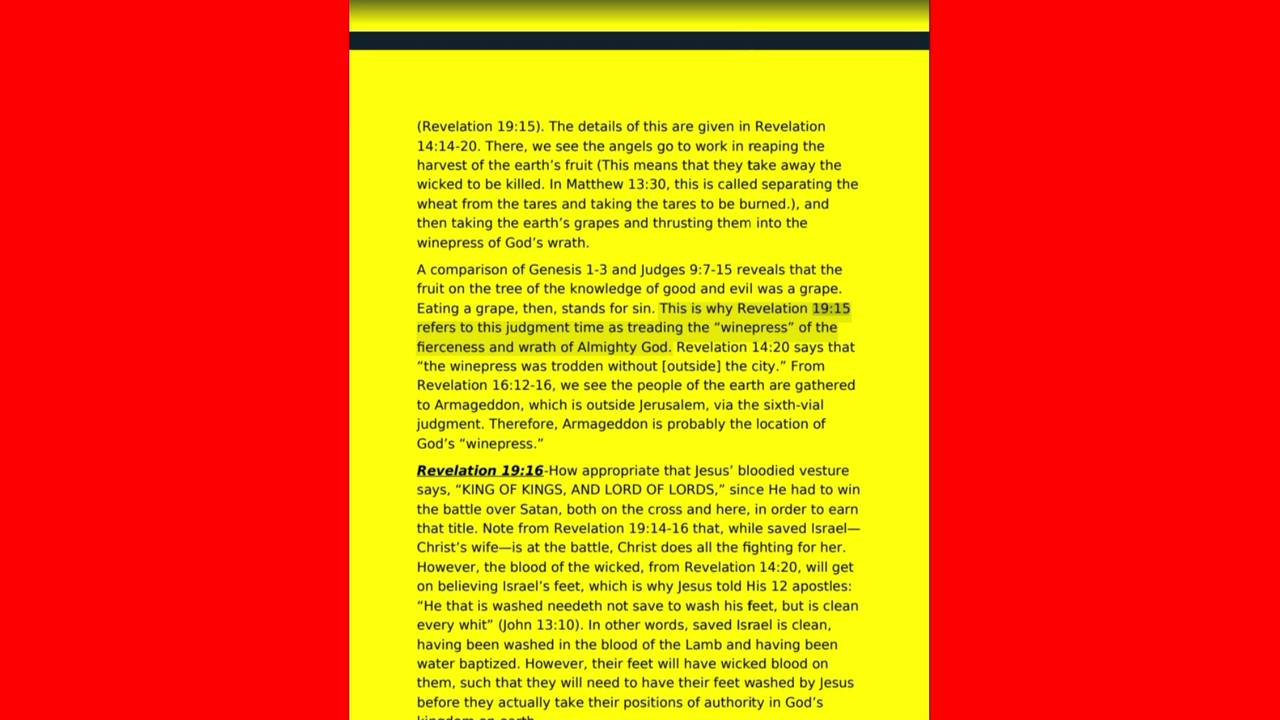 (Revelation 19:15). The details of this are given in Revelation
14:14-20. There, we see the angels go to work in reaping the
harvest of the earth’s fruit (This means that they take away the
wicked to be killed. In Matthew 13:30, this is called separating the
wheat from the tares and taking the tares to be burned.), and
then taking the earth’s grapes and thrusting them into the
winepress of God’s wrath.
A comparison of Genesis 1-3 and Judges 9:7-15 reveals that the
fruit on the tree of the knowledge of good and evil was a grape.
Eating a grape, then, stands for sin. This is why Revelation 19:15
refers to this judgment time as treading the “winepress” of the
fierceness and wrath of Almighty God. Revelation 14:20 says that
“the winepress was trodden without [outside] the city.” From
Revelation 16:12-16, we see the people of the earth are gathered
to Armageddon, which is outside Jerusalem, via the sixth-vial
judgment. Therefore, Armageddon is probably the location of
God’s “winepress.”
Revelation 19:16-How appropriate that Jesus’ bloodied vesture
says, “KING OF KINGS, AND LORD OF LORDS,” since He had to win
the battle over Satan, both on the cross and here, in order to earn
that title. Note from Revelation 19:14-16 that, while saved Israel—
Christ’s wife—is at the battle, Christ does all the fighting for her.
However, the blood of the wicked, from Revelation 14:20, will get
on believing Israel’s feet, which is why Jesus told His 12 apostles:
“He that is washed needeth not save to wash his feet, but is clean
every whit” (John 13:10). In other words, saved Israel is clean,
having been washed in the blood of the Lamb and having been
water baptized. However, their feet will have wicked blood on
them, such that they will need to have their feet washed by Jesus
before they actually take their positions of authority in God’s